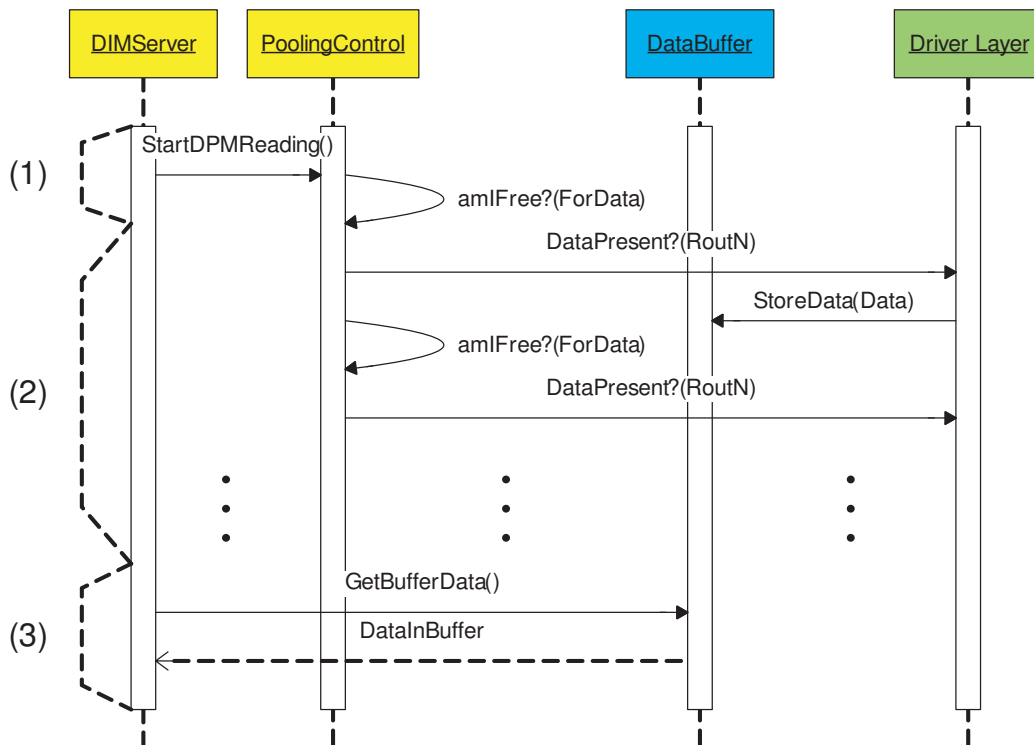 DIMServer
PoolingControl
DataBuffer
Driver Layer
StartDPMReading()
(1)
amIFree?(ForData)
DataPresent?(RoutN)
StoreData(Data)
amIFree?(ForData)
(2)
DataPresent?(RoutN)
GetBufferData()
DataInBuffer
(3)